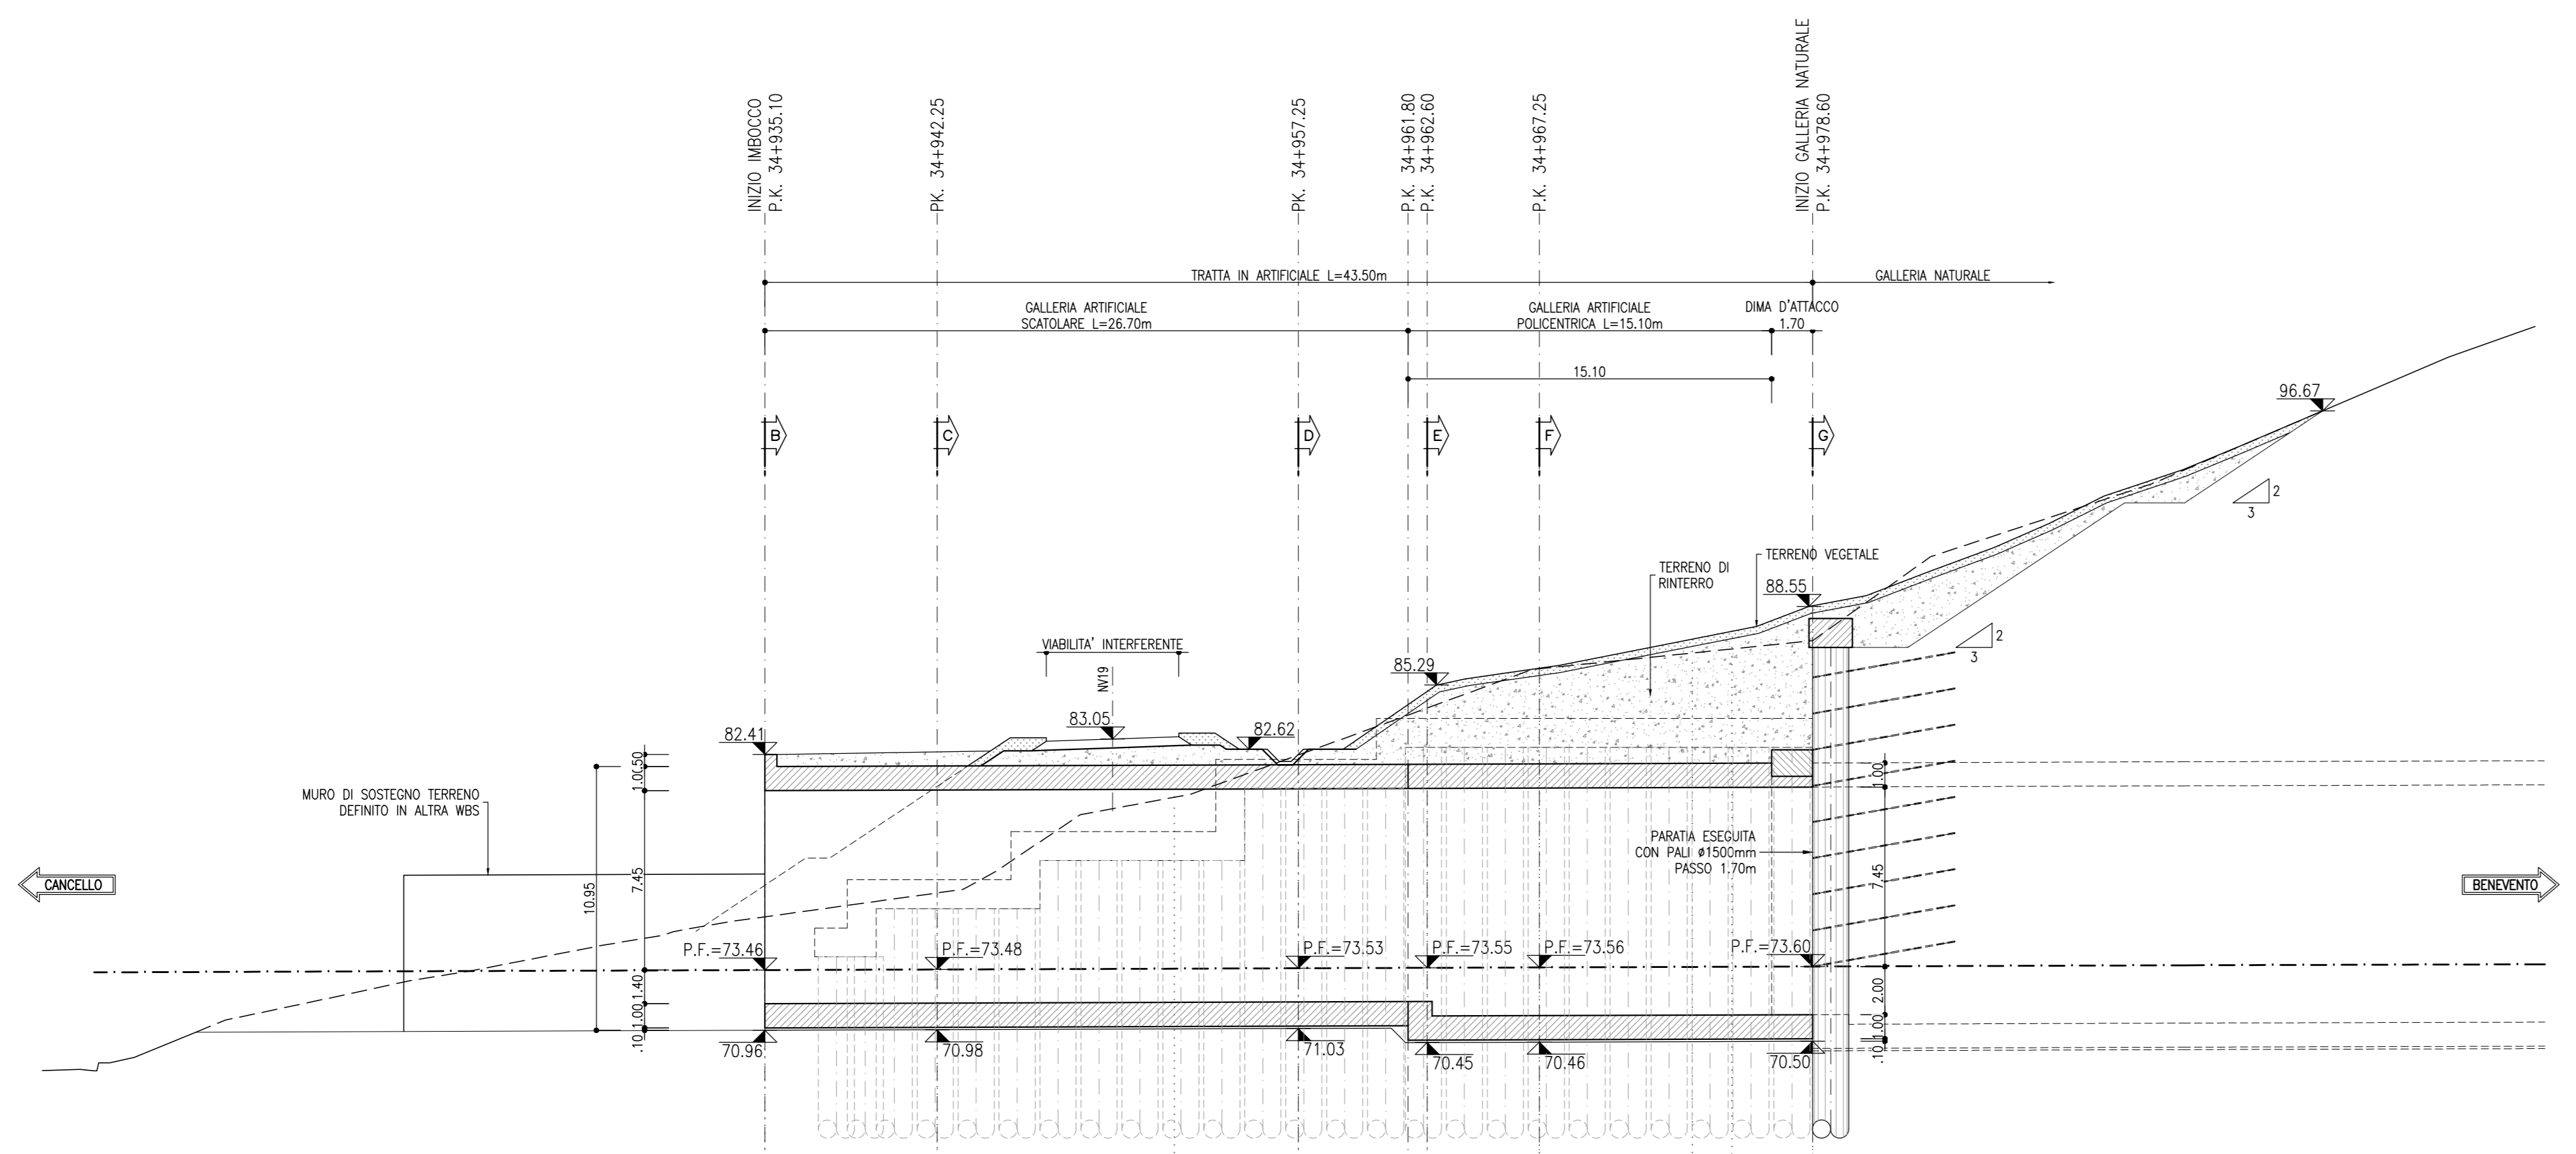 INIZIO IMBOCCO
P.K. 34+935.10
PK. 34+942.25
PK. 34+957.25
P.K. 34+961.80
P.K. 34+962.60
P.K. 34+967.25
INIZIO GALLERIA NATURALE
P.K. 34+978.60
TRATTA IN ARTIFICIALE L=43.50m
GALLERIA NATURALE
GALLERIA ARTIFICIALE
SCATOLARE L=26.70m
GALLERIA ARTIFICIALE
POLICENTRICA L=15.10m
DIMA D'ATTACCO
1.70
15.10
B
C
D
E
F
G
96.67
2
3
TERRENO VEGETALE
TERRENO DI
RINTERRO
88.55
2
3
VIABILITA' INTERFERENTE
NV19
85.29
83.05
82.62
82.41
.50
1.00
MURO DI SOSTEGNO TERRENO
DEFINITO IN ALTRA WBS
1.00
PARATIA ESEGUITA
CON PALI ø1500mm
PASSO 1.70m
CANCELLO
BENEVENTO
10.95
7.45
7.45
P.F.=73.46
P.F.=73.48
P.F.=73.53
P.F.=73.55
P.F.=73.56
P.F.=73.60
1.40
1.00
.10
2.00
1.00
.10
70.96
70.98
71.03
70.45
70.46
70.50